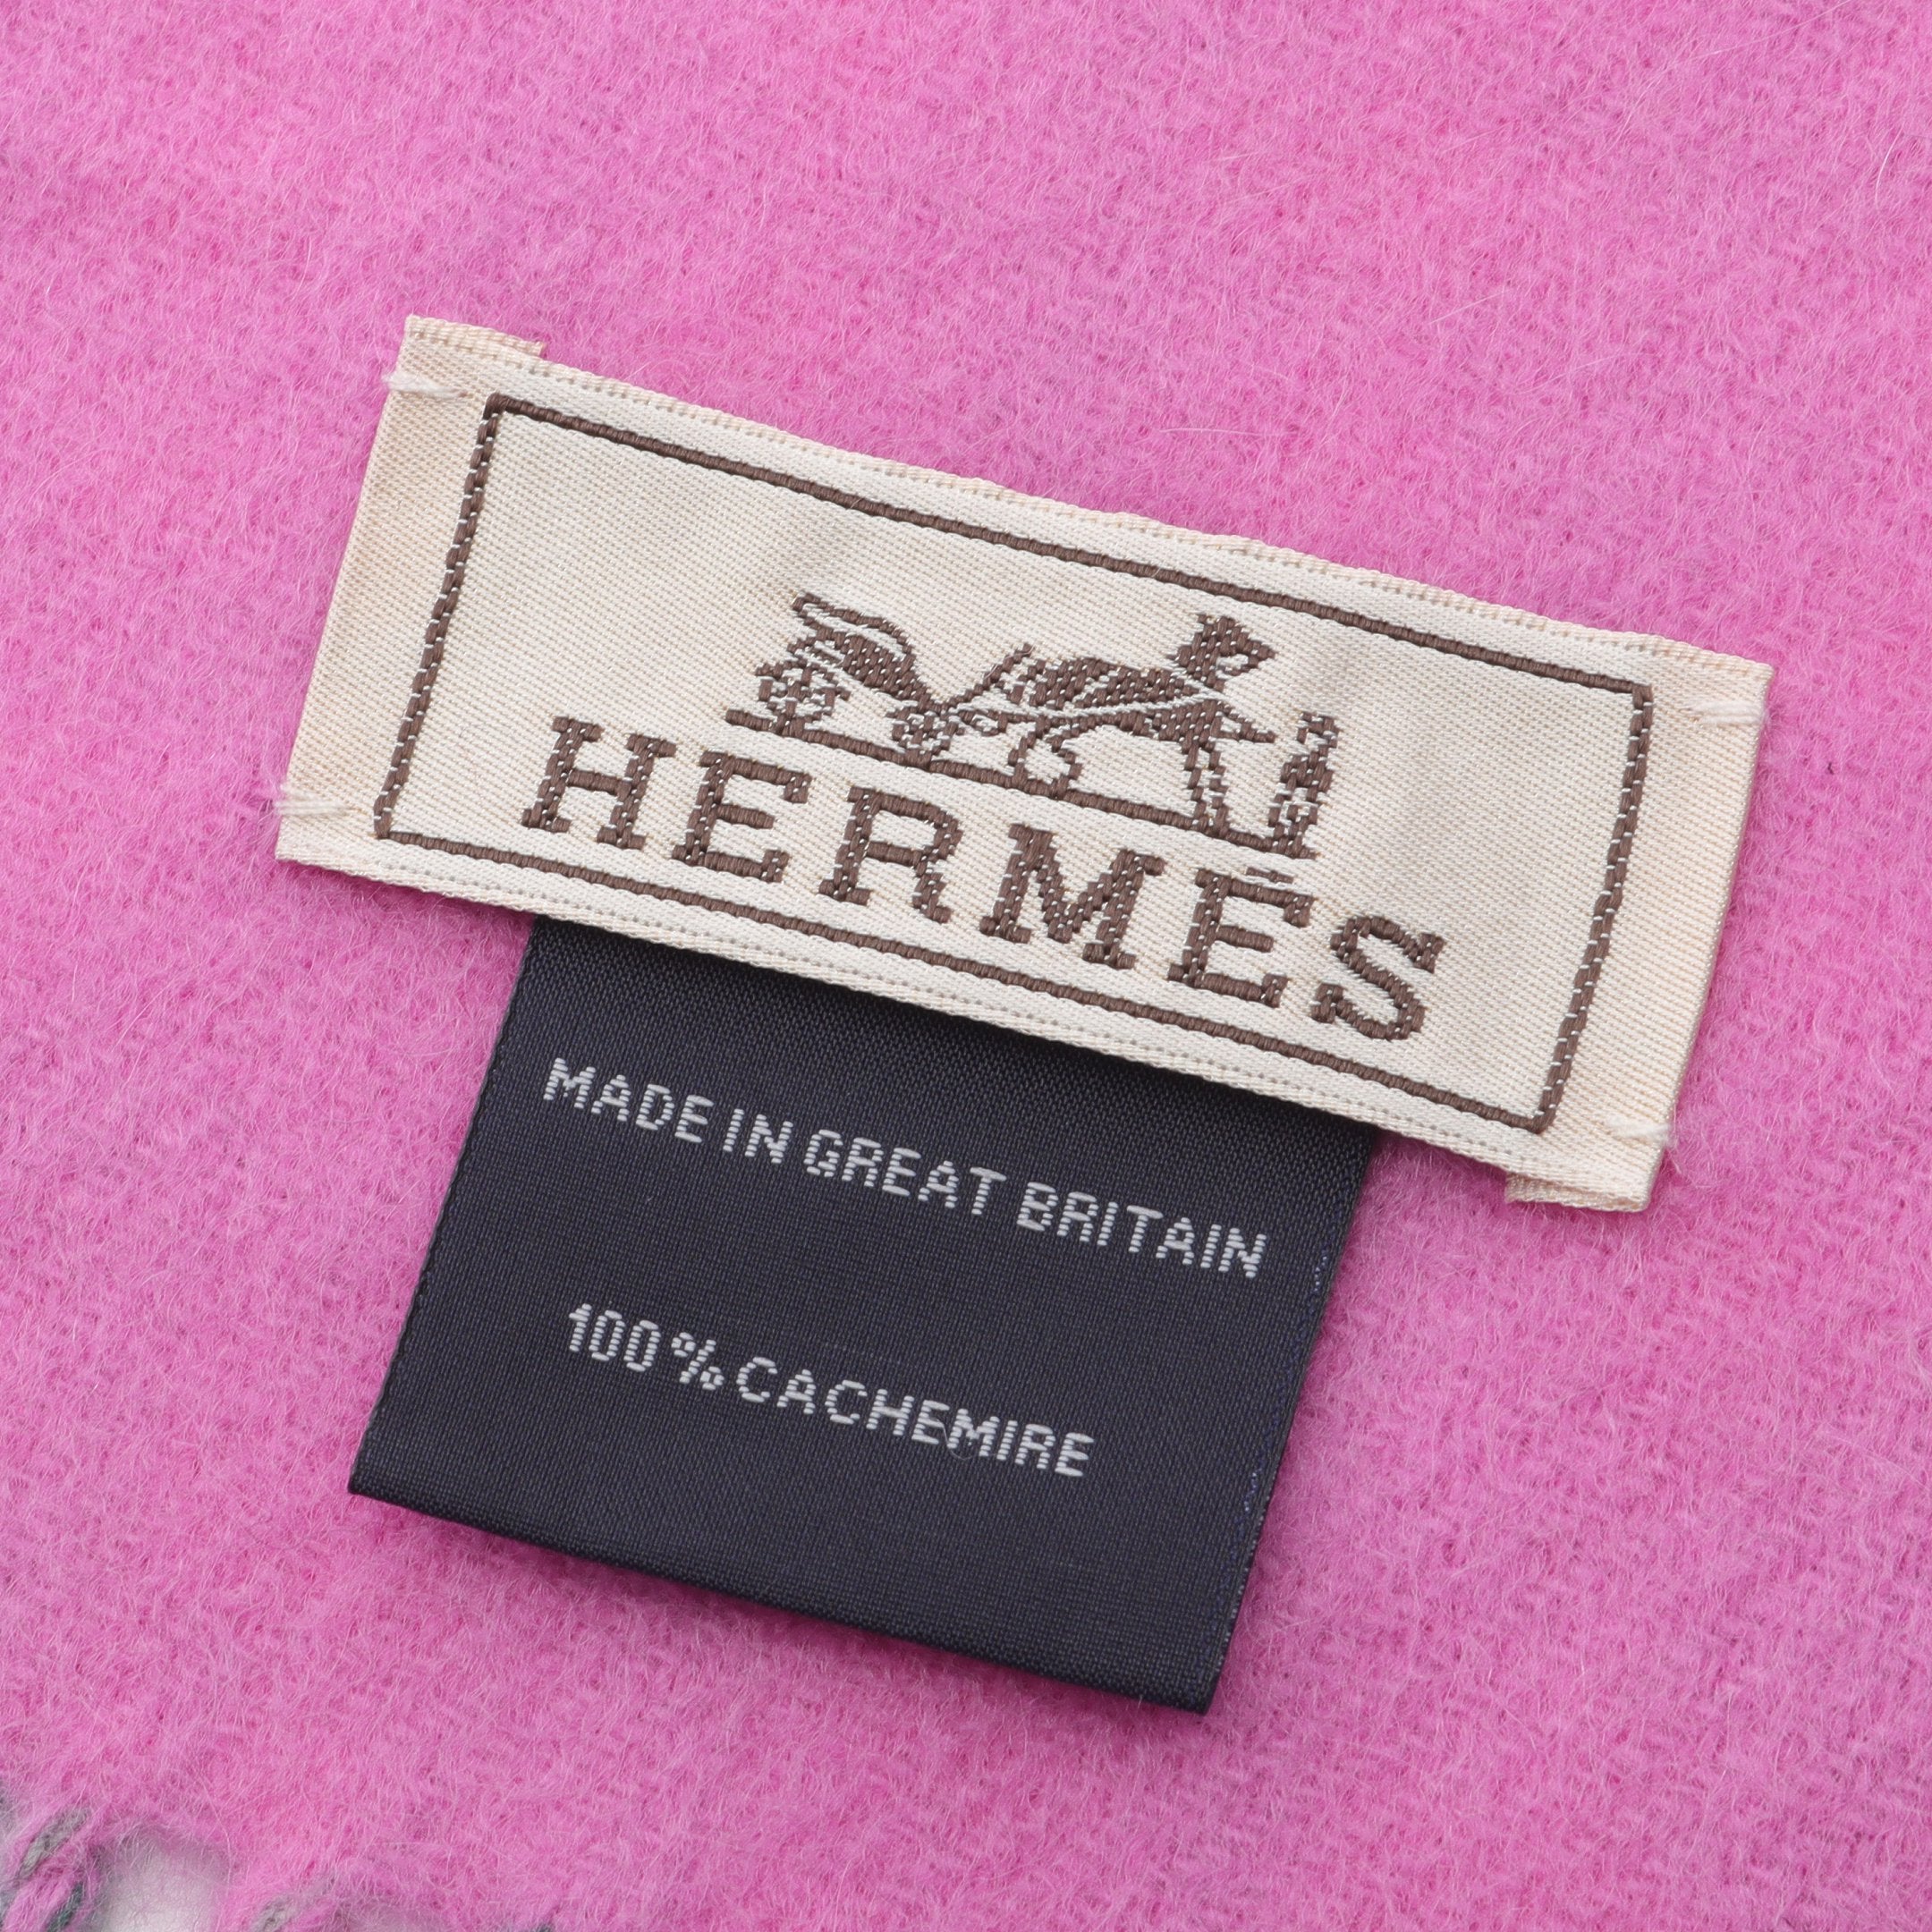 HERMÈS
MADE IN GREAT BRITAIN
100% CACHEMIRE